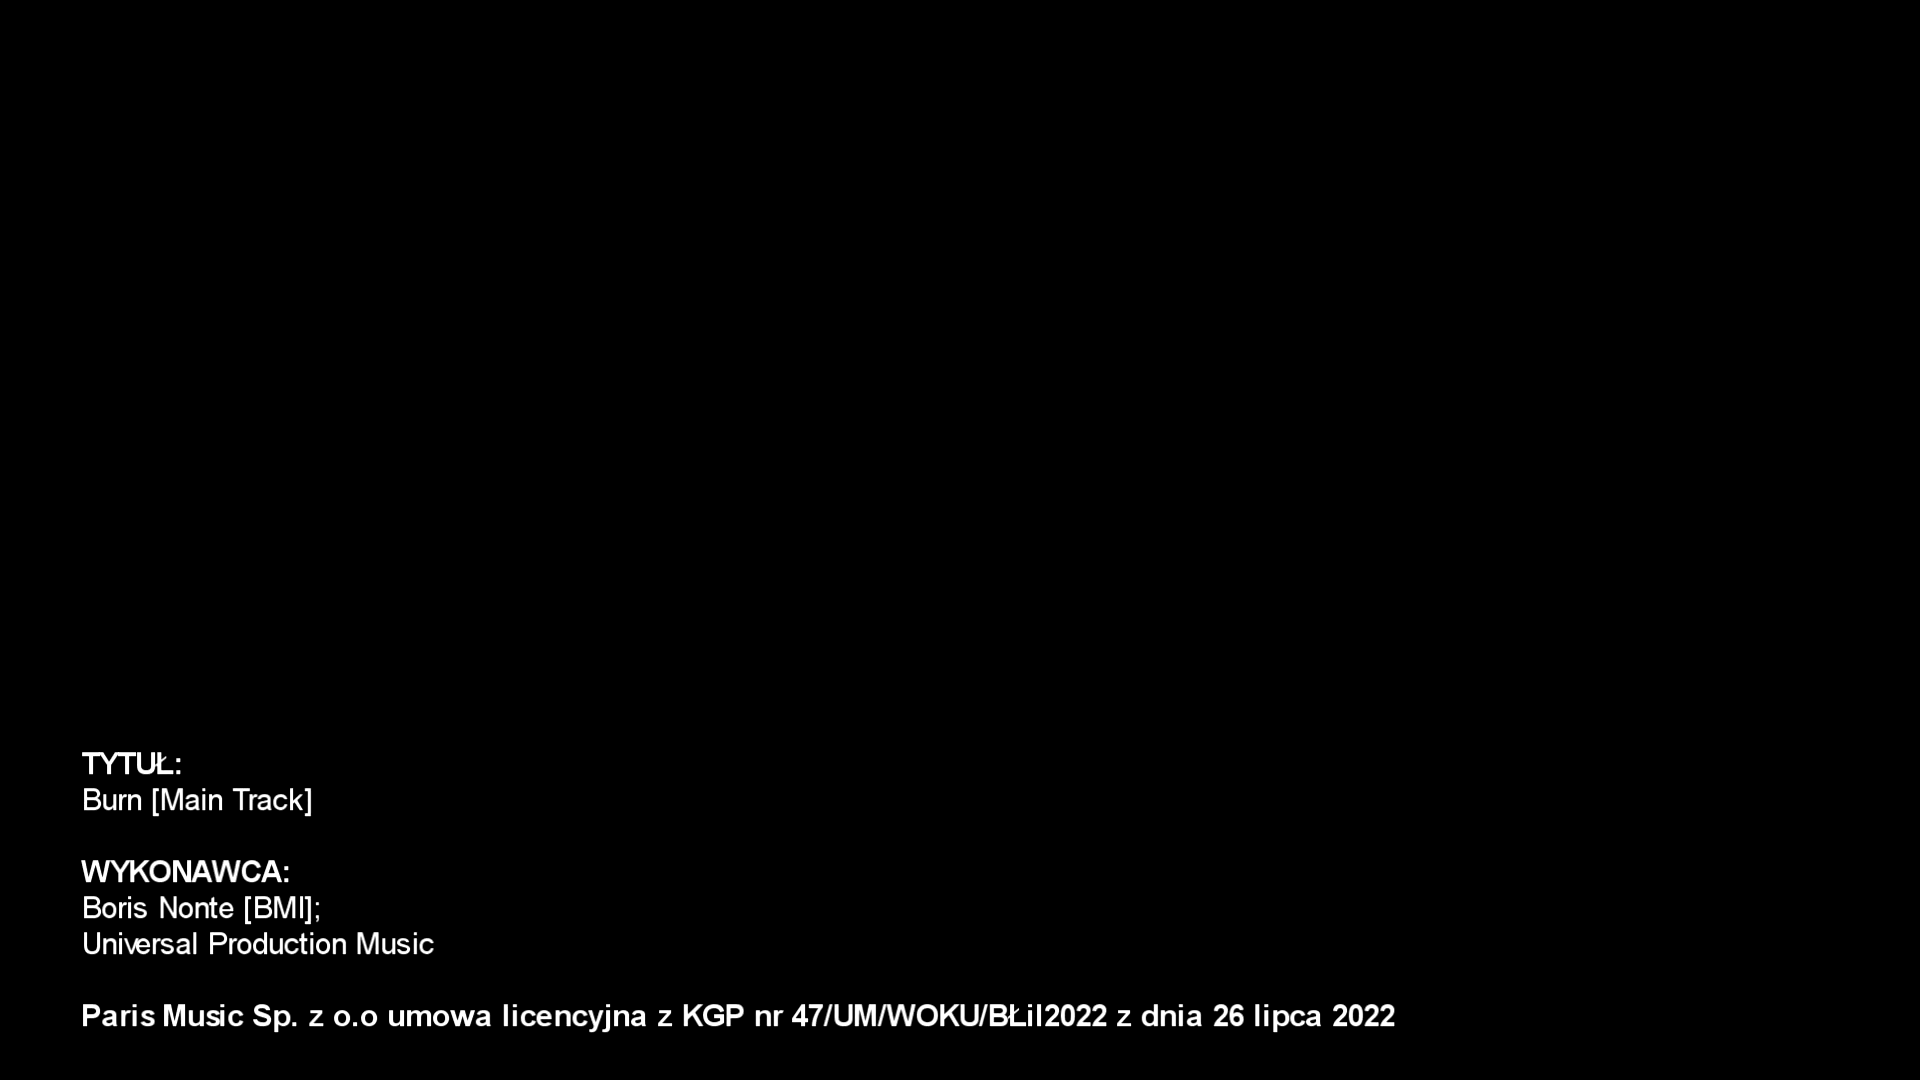 TYTUŁ:
Burn [Main Track]
WYKONAWCA:
Boris Nonte [BMI];
Universal Production Music
Paris Music Sp. z o.o umowa licencyjna z KGP nr 47/UM/WOKU/BŁiI2022 z dnia 26 lipca 2022